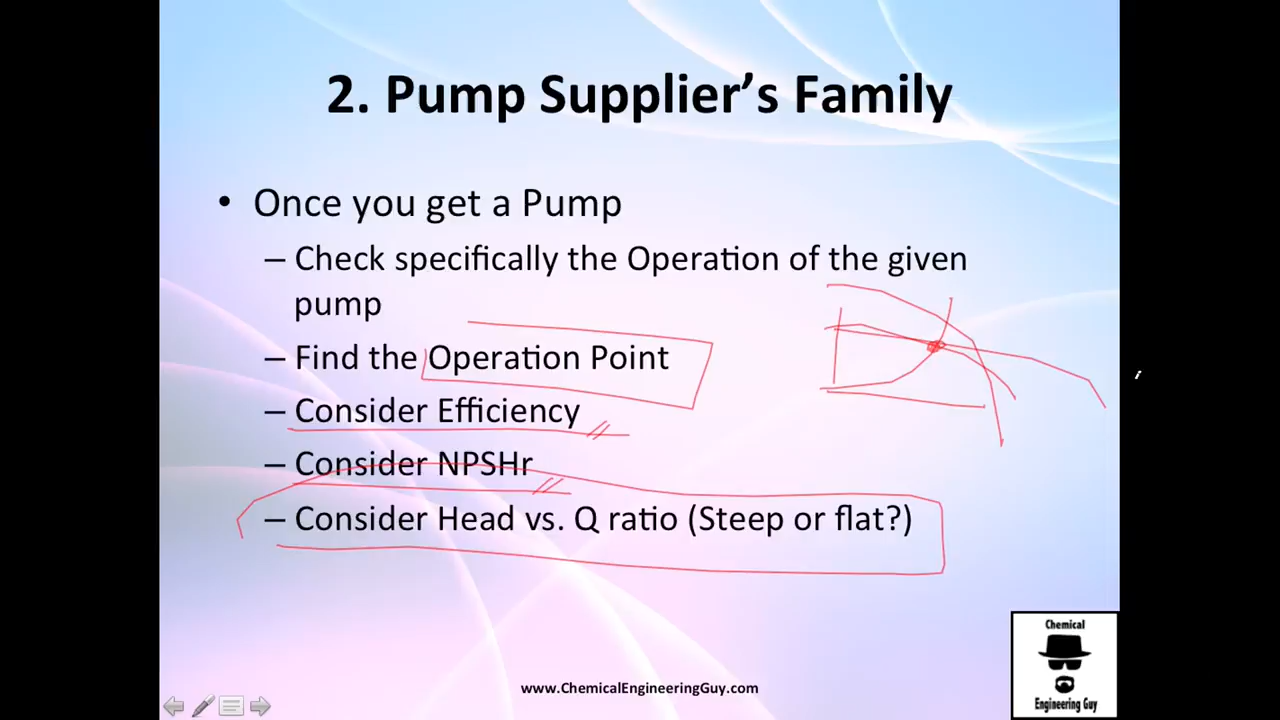 2. Pump Supplier's Family
• Once you get a Pump
– Check specifically the Operation of the given
pump
– Find the Operation Point
– Consider Efficiency
– Consider NPSHr
– Consider Head vs. Q ratio (Steep or flat?)
Chemical
Engineering Guy
www.ChemicalEngineeringGuy.com